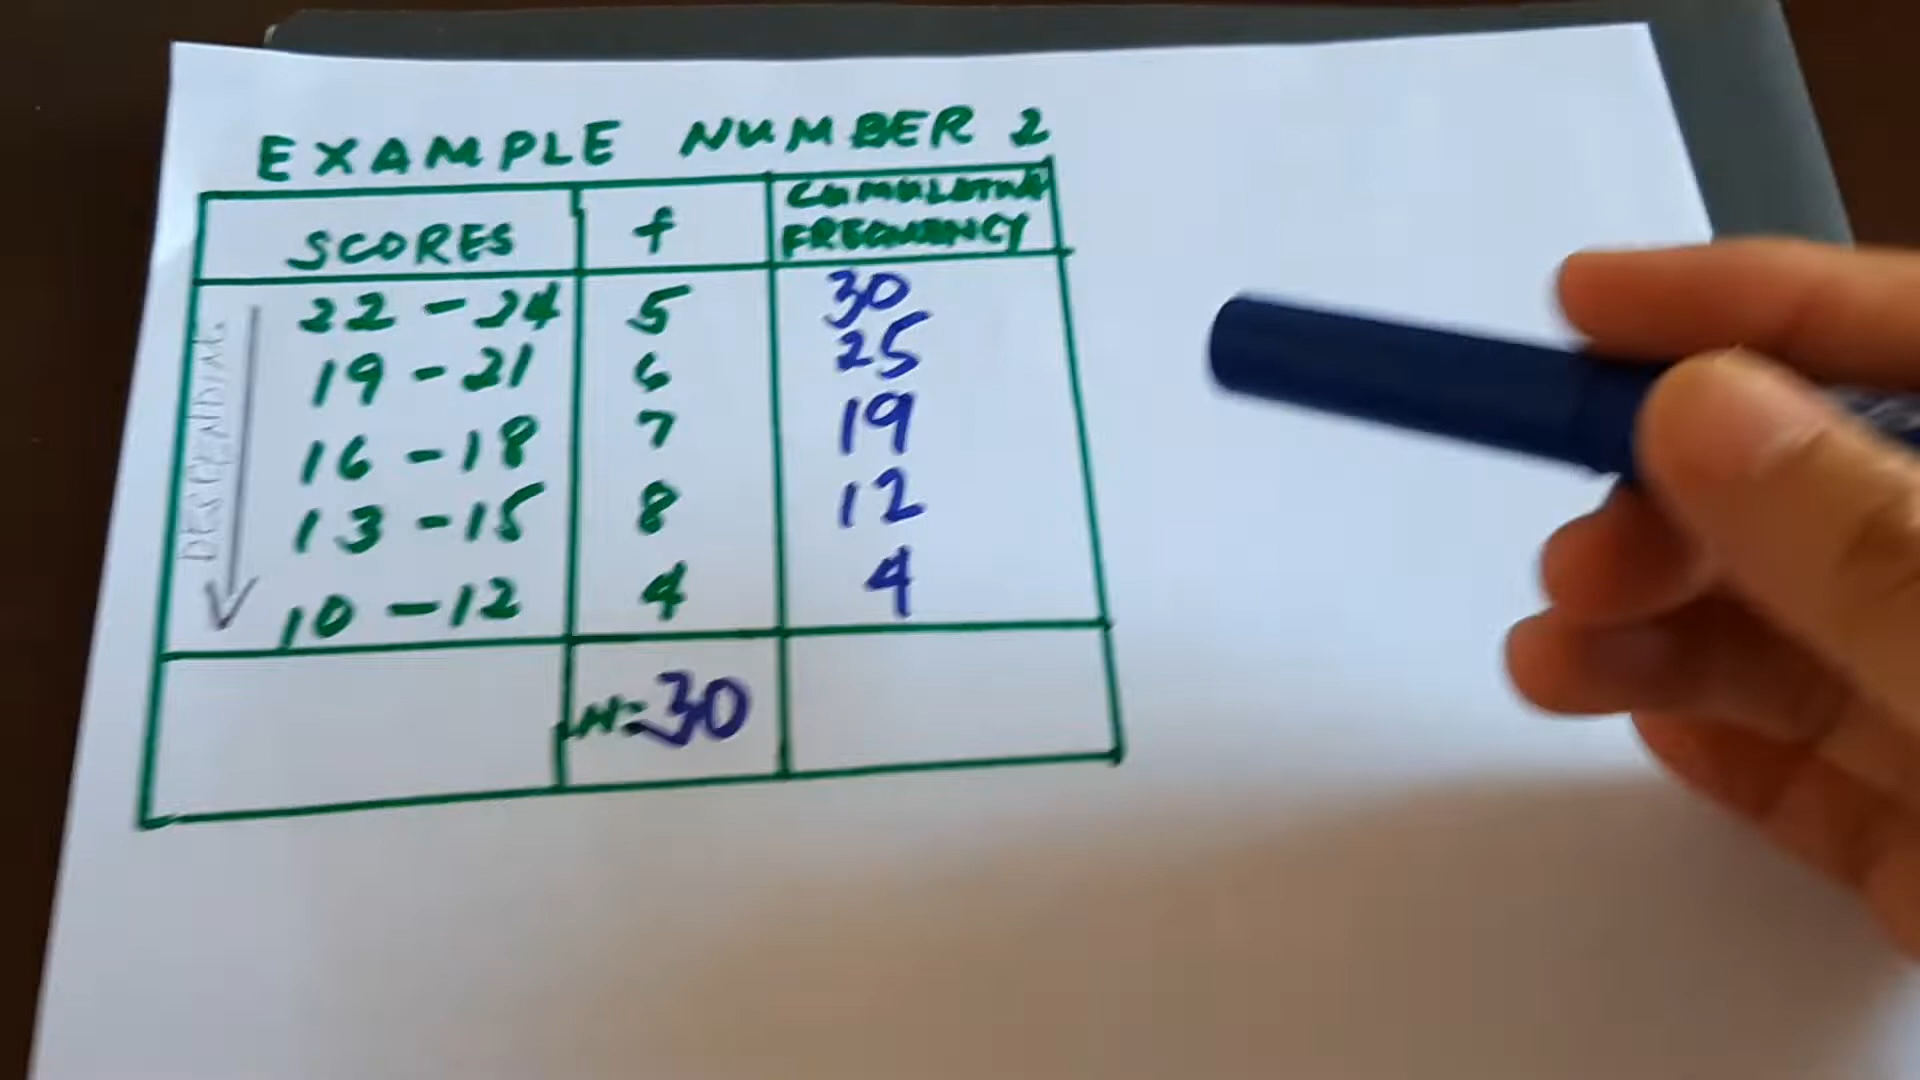 EXAMPLE NUMBER 2
SCORES f CUMULATIVE FREQUENCY
22 - 24 5 30
19 - 21 6 25
16 - 18 7 19
13 - 15 8 12
10 - 12 4 4
N = 30
DESCENDING